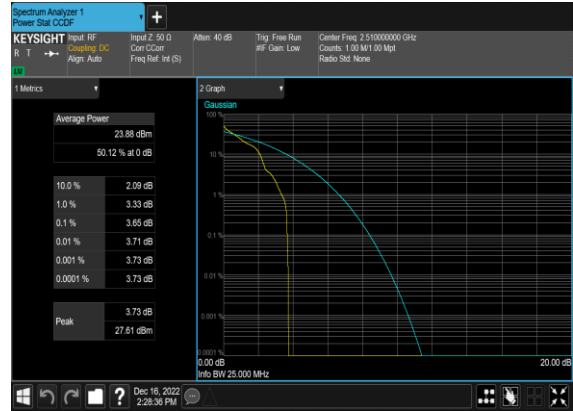 Spectrum Analyzer 1
Power Stat CCDF
KEYSIGHT
R T
LXI
Input: RF
Coupling: DC
Align: Auto
Input Z: 50 Ω
Corr CCorr
Freq Ref: Int (S)
Atten: 40 dB
Trig: Free Run
#IF Gain: Low
Center Freq: 2.510000000 GHz
Counts: 1.00 M/1.00 Mpt
Radio Std: None
1 Metrics
Average Power
23.88 dBm
50.12 % at 0 dB
10.0 % 2.09 dB
1.0 % 3.33 dB
0.1 % 3.65 dB
0.01 % 3.71 dB
0.001 % 3.73 dB
0.0001 % 3.73 dB
Peak
3.73 dB
27.61 dBm
2 Graph
Gaussian
100 %
10 %
1 %
0.1 %
0.01 %
0.001 %
0.0001 %
0.00 dB 20.00 dB
Info BW 25.000 MHz
?
Dec 16, 2022
2:28:36 PM